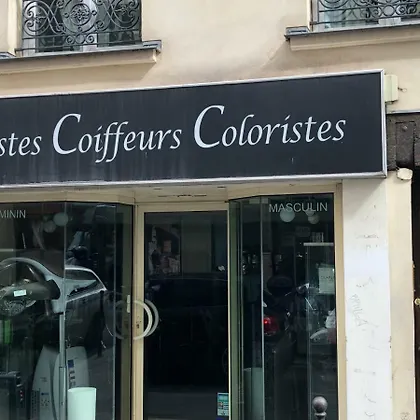 stes Coiffeurs Coloristes
MININ
MASCULIN